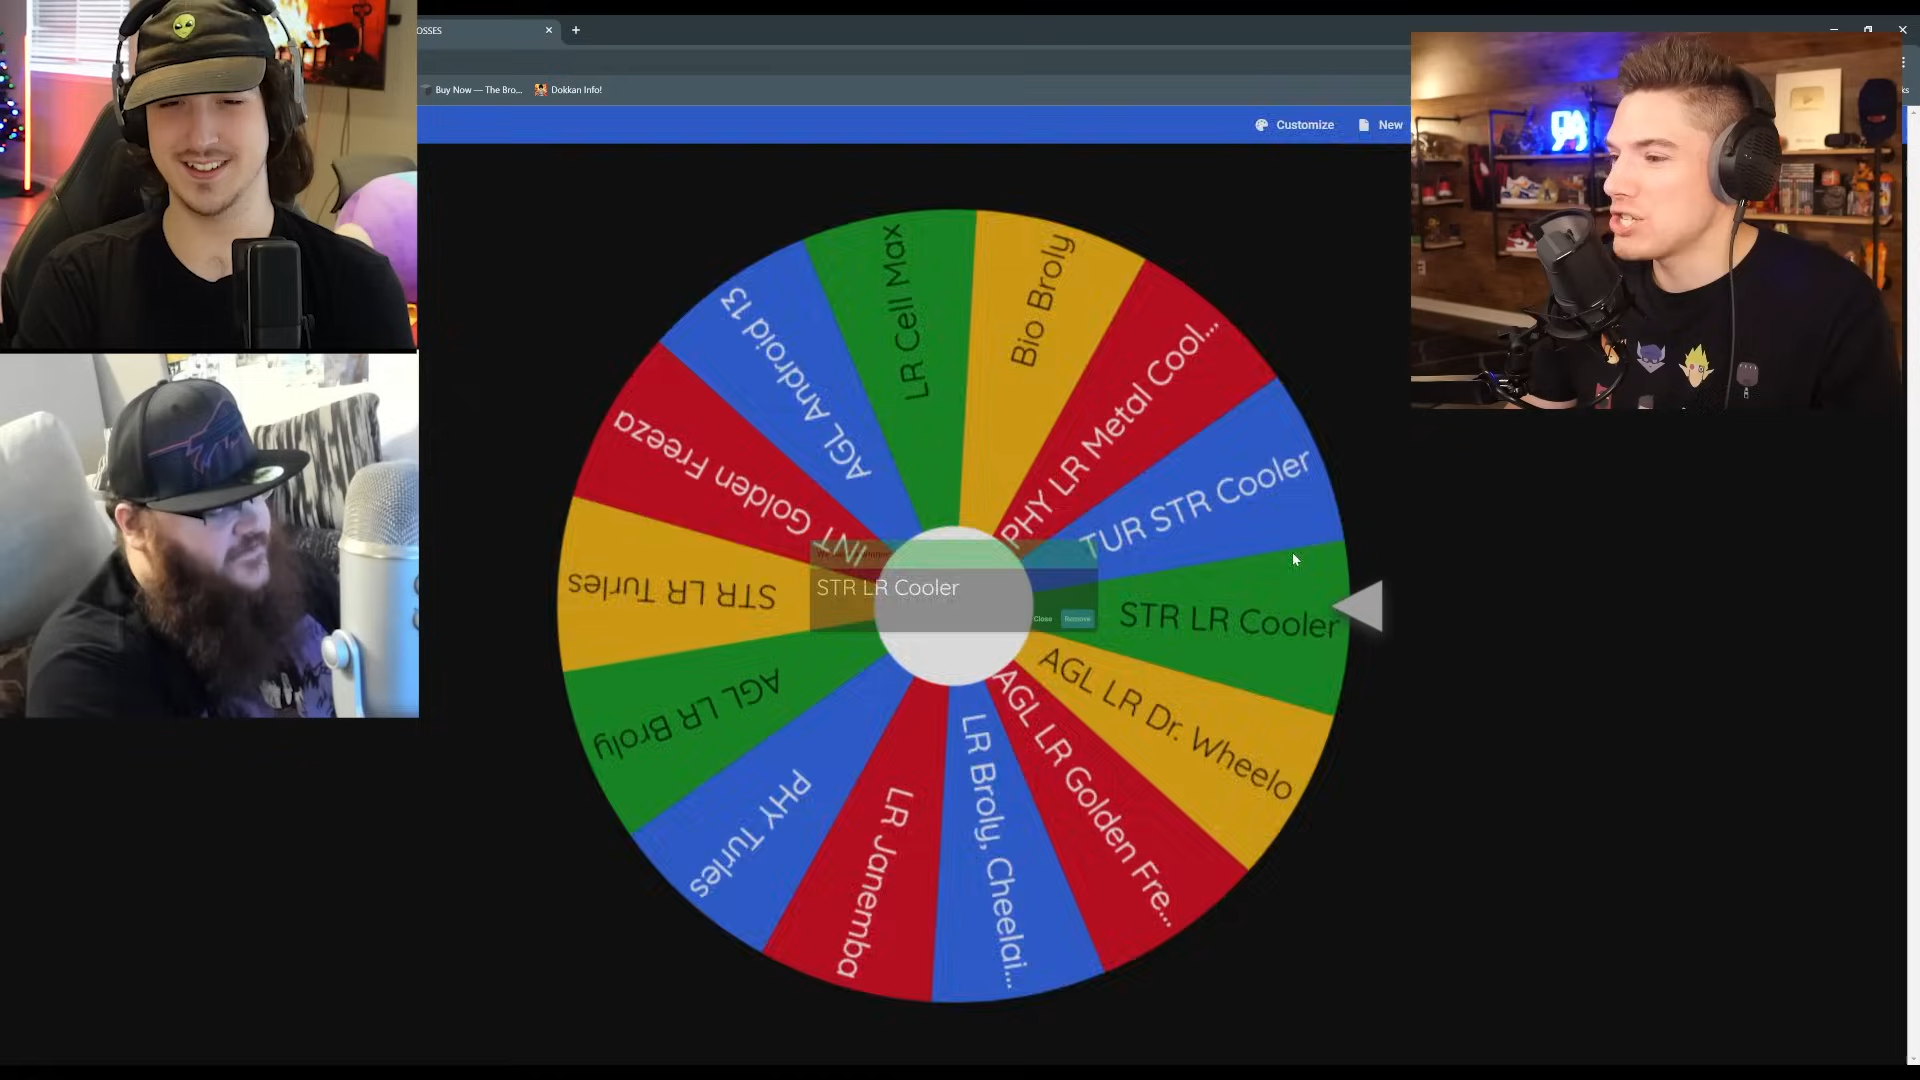 OSSES
Buy Now — The Bro...
Dokkan Info!
Customize
New
LR Cell Max
Bio Broly
PHY LR Metal Cool...
TUR STR Cooler
STR LR Cooler
AGL LR Dr. Wheelo
AGL LR Golden Fre...
LR Broly, Cheelai...
LR Janemba
PHY Turles
AGL LR Broly
STR LR Turles
INT Golden Freeza
AGL Android 13
STR LR Cooler
Close
Remove